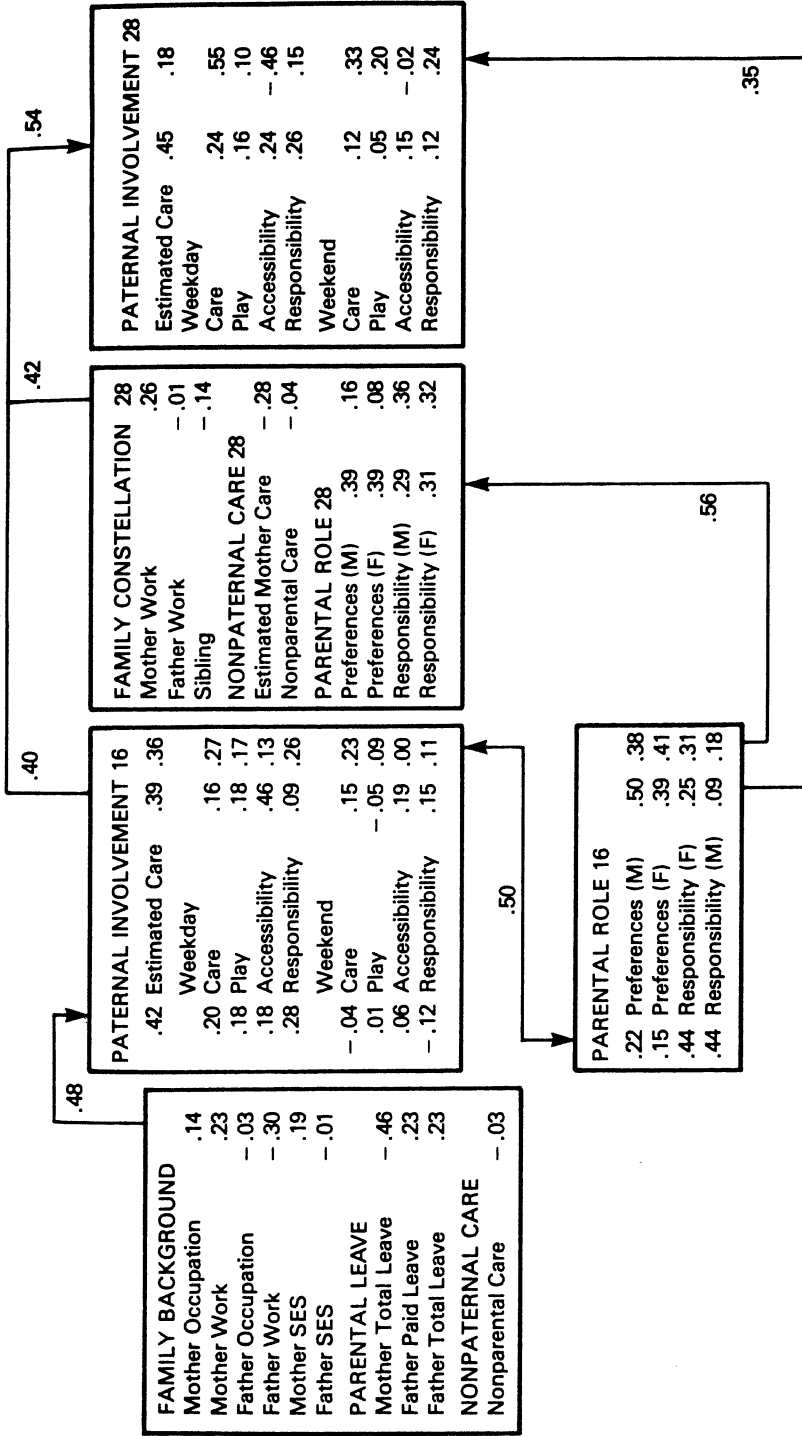 FAMILY BACKGROUND
Mother Occupation .14
Mother Work .23
Father Occupation −.03
Father Work −.30
Mother SES .19
Father SES −.01
PARENTAL LEAVE
Mother Total Leave −.46
Father Paid Leave .23
Father Total Leave .23
NONPATERNAL CARE
Nonparental Care −.03
.48
PATERNAL INVOLVEMENT 16
.42 Estimated Care .39 .36
Weekday
.20 Care .16 .27
.18 Play .18 .17
.18 Accessibility .46 .13
.28 Responsibility .09 .26
Weekend
−.04 Care .15 .23
.01 Play −.05 .09
.06 Accessibility .19 .00
−.12 Responsibility .15 .11
.40
.50
PARENTAL ROLE 16
.22 Preferences (M) .50 .38
.15 Preferences (F) .39 .41
.44 Responsibility (F) .25 .31
.44 Responsibility (M) .09 .18
FAMILY CONSTELLATION 28
Mother Work .26
Father Work −.01
Sibling −.14
NONPATERNAL CARE 28
Estimated Mother Care −.28
Nonparental Care −.04
PARENTAL ROLE 28
Preferences (M) .39 .16
Preferences (F) .39 .08
Responsibility (M) .29 .36
Responsibility (F) .31 .32
.42
.56
PATERNAL INVOLVEMENT 28
Estimated Care .45 .18
Weekday
Care .24 .55
Play .16 .10
Accessibility .24 −.46
Responsibility .26 .15
Weekend
Care .12 .33
Play .05 .20
Accessibility .15 −.02
Responsibility .12 .24
.54
.35